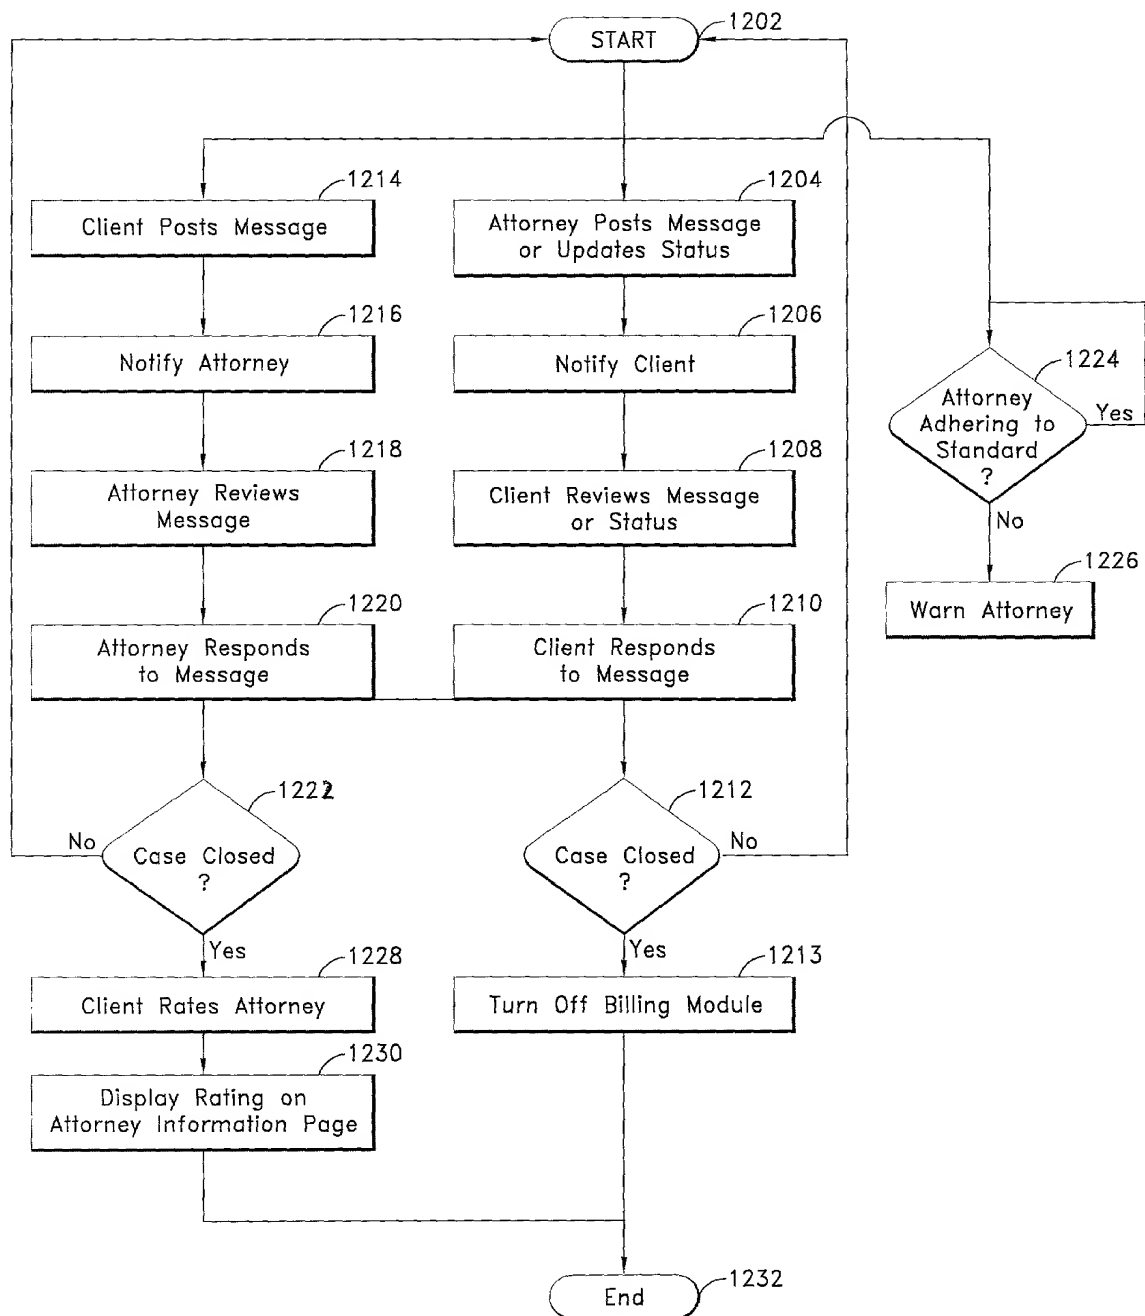 START
1202
1214
Client Posts Message
1204
Attorney Posts Message
or Updates Status
1216
Notify Attorney
1206
Notify Client
1224
Attorney
Adhering to
Standard
?
Yes
No
1218
Attorney Reviews
Message
1208
Client Reviews Message
or Status
1226
Warn Attorney
1220
Attorney Responds
to Message
1210
Client Responds
to Message
1222
Case Closed
?
No
Yes
1212
Case Closed
?
No
Yes
1228
Client Rates Attorney
1213
Turn Off Billing Module
1230
Display Rating on
Attorney Information Page
1232
End